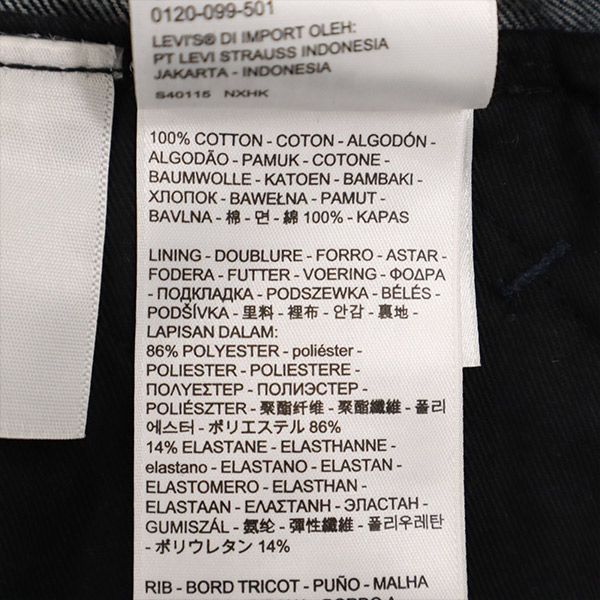 0120-099-501
LEVI'S® DI IMPORT OLEH:
PT LEVI STRAUSS INDONESIA
JAKARTA - INDONESIA
S40115 NXHK
100% COTTON - COTON - ALGODÓN -
ALGODÃO - PAMUK - COTONE -
BAUMWOLLE - KATOEN - BAMBAKI -
ХЛОПОК - BAWEŁNA - PAMUT -
BAVLNA - 棉 - 면 - 綿 100% - KAPAS
LINING - DOUBLURE - FORRO - ASTAR -
FODERA - FUTTER - VOERING - ΦΟΔΡΑ
- ПОДКЛАДКА - PODSZEWKA - BÉLÉS -
PODŠÍVKA - 里料 - 裡布 - 안감 - 裏地 -
LAPISAN DALAM:
86% POLYESTER - poliéster -
POLIESTER - POLIESTERE -
ΠΟΛΥΕΣΤΕΡ - ПОЛИЭСТЕР -
POLIÉSZTER - 聚酯纤维 - 聚酯纖維 - 폴리
에스터 - ポリエステル 86%
14% ELASTANE - ELASTHANNE -
elastano - ELASTANO - ELASTAN -
ELASTOMERO - ELASTHAN -
ELASTAAN - ΕΛΑΣΤΑΝΗ - ЭЛАСТАН -
GUMISZÁL - 氨纶 - 彈性纖維 - 폴리우레탄
- ポリウレタン 14%
RIB - BORD TRICOT - PUÑO - MALHA